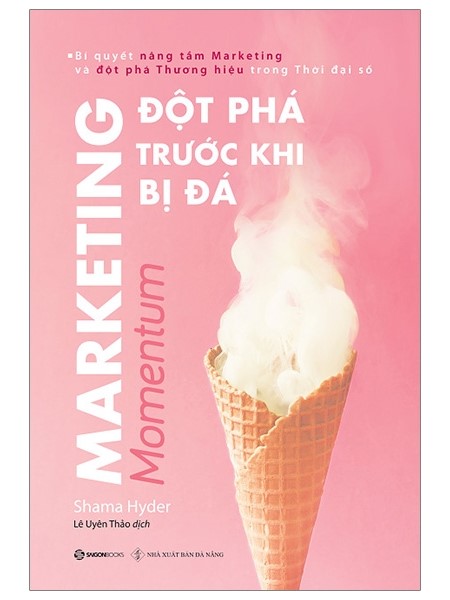 Bí quyết nâng tầm Marketing
và đột phá Thương hiệu trong Thời đại số
MARKETING
ĐỘT PHÁ
TRƯỚC KHI
BỊ ĐÁ
Momentum
Shama Hyder
Lê Uyên Thảo dịch
SAIGONBOOKS
NHÀ XUẤT BẢN ĐÀ NẴNG